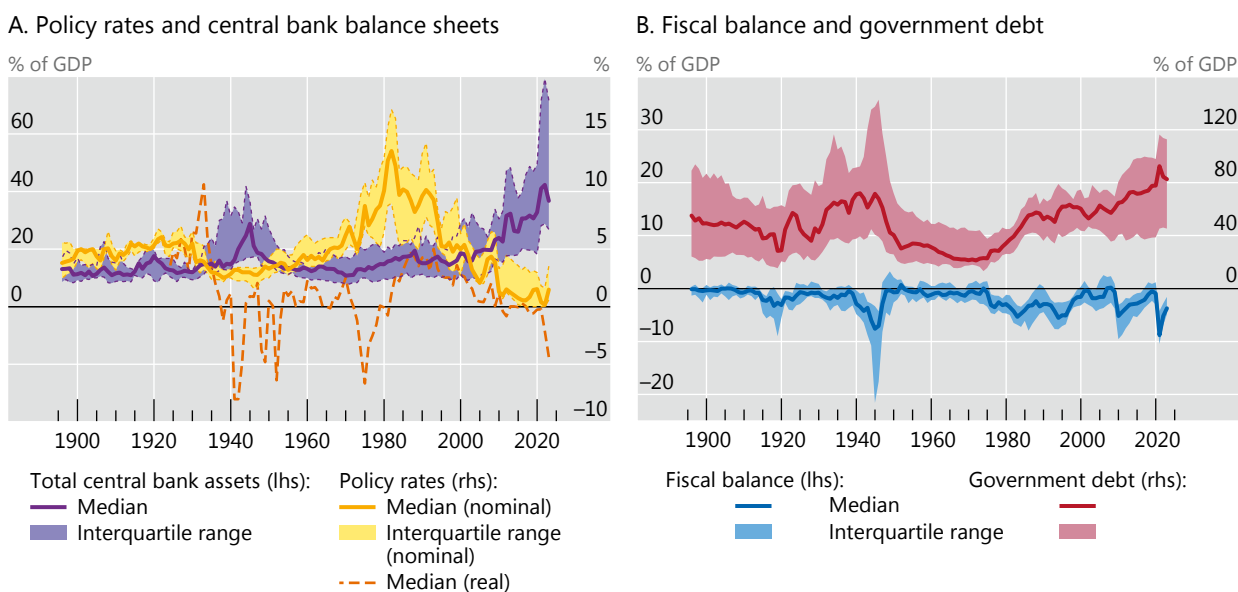 A. Policy rates and central bank balance sheets
% of GDP
%
60
15
40
10
20
5
0
0
–5
–10
1900 1920 1940 1960 1980 2000 2020
Total central bank assets (lhs):
Median
Interquartile range
Policy rates (rhs):
Median (nominal)
Interquartile range
(nominal)
Median (real)
B. Fiscal balance and government debt
% of GDP
% of GDP
30
120
20
80
10
40
0
0
–10
–20
1900 1920 1940 1960 1980 2000 2020
Fiscal balance (lhs):
Government debt (rhs):
Median
Interquartile range